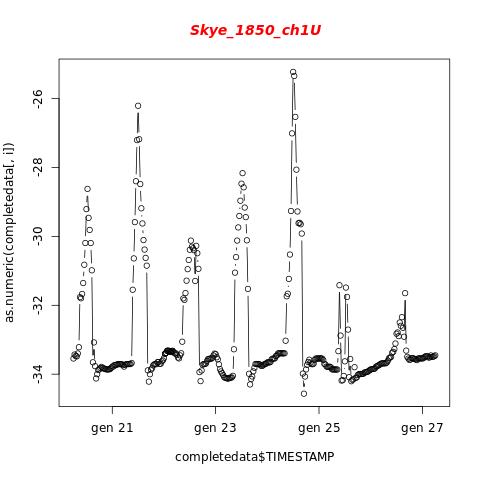 Skye_1850_ch1U
as.numeric(completedata[, i])
-26
-28
-30
-32
-34
gen 21
gen 23
gen 25
gen 27
completedata$TIMESTAMP